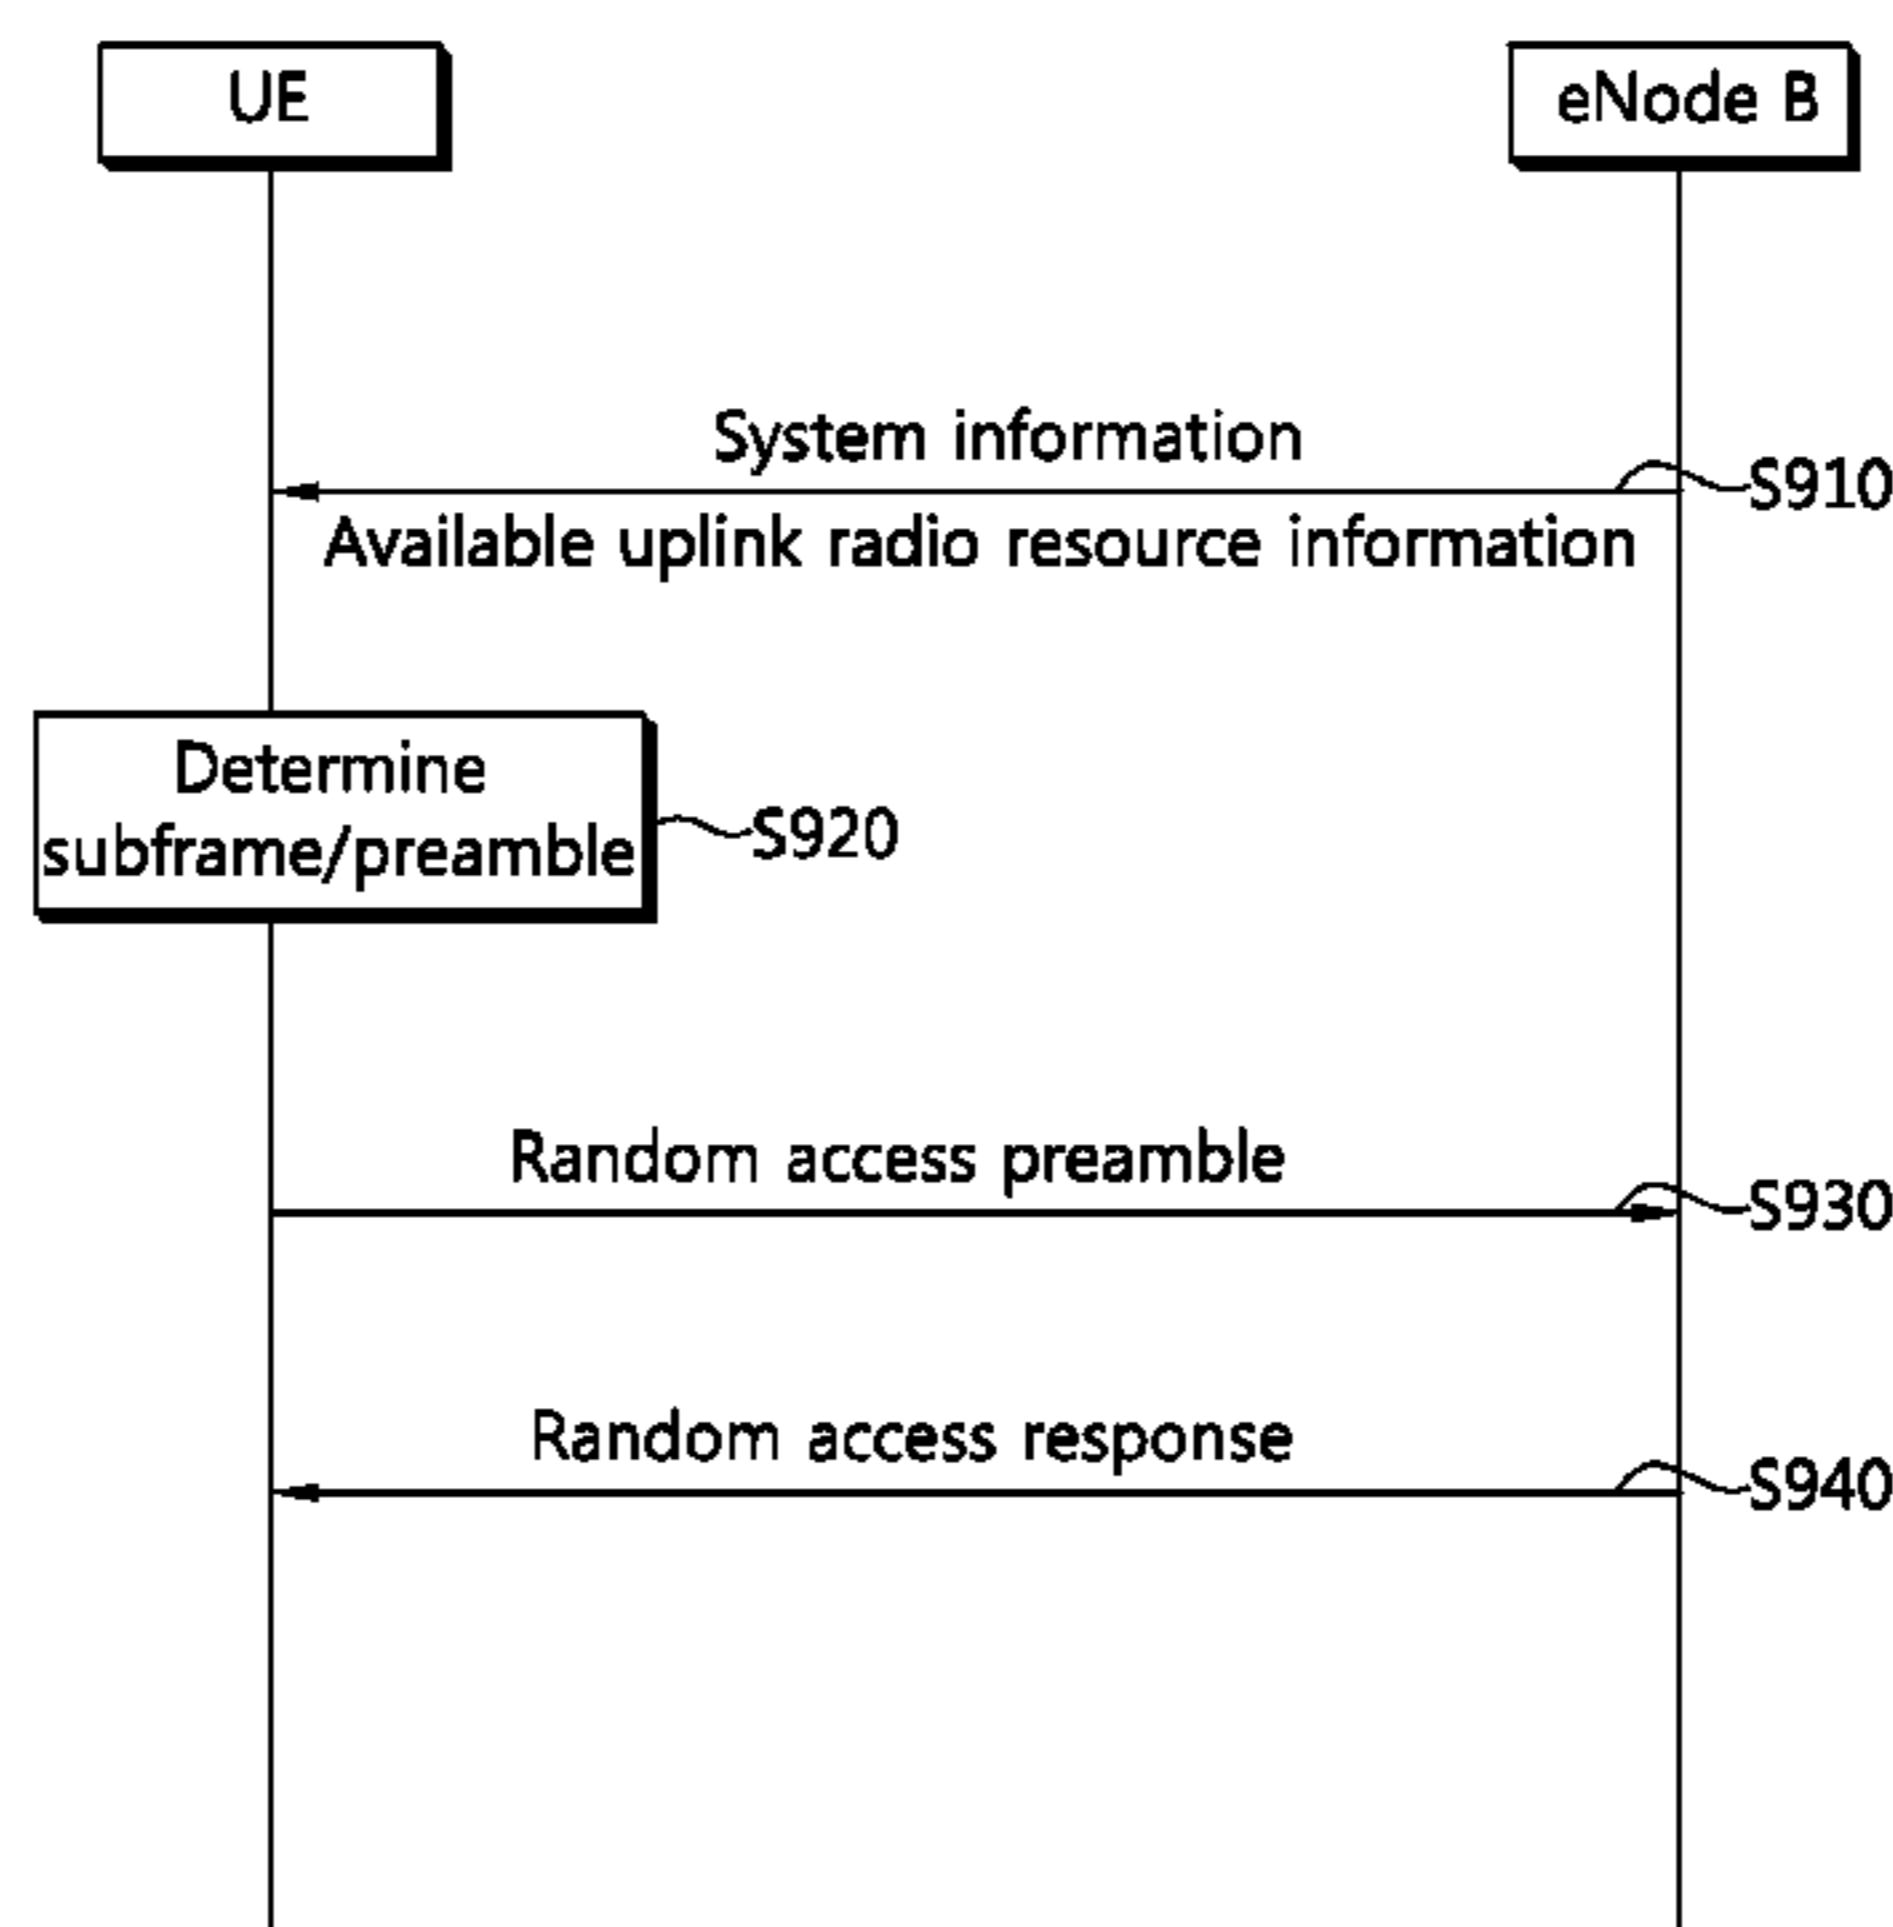 UE
eNode B
System information
S910
Available uplink radio resource information
Determine
subframe/preamble
S920
Random access preamble
S930
Random access response
S940